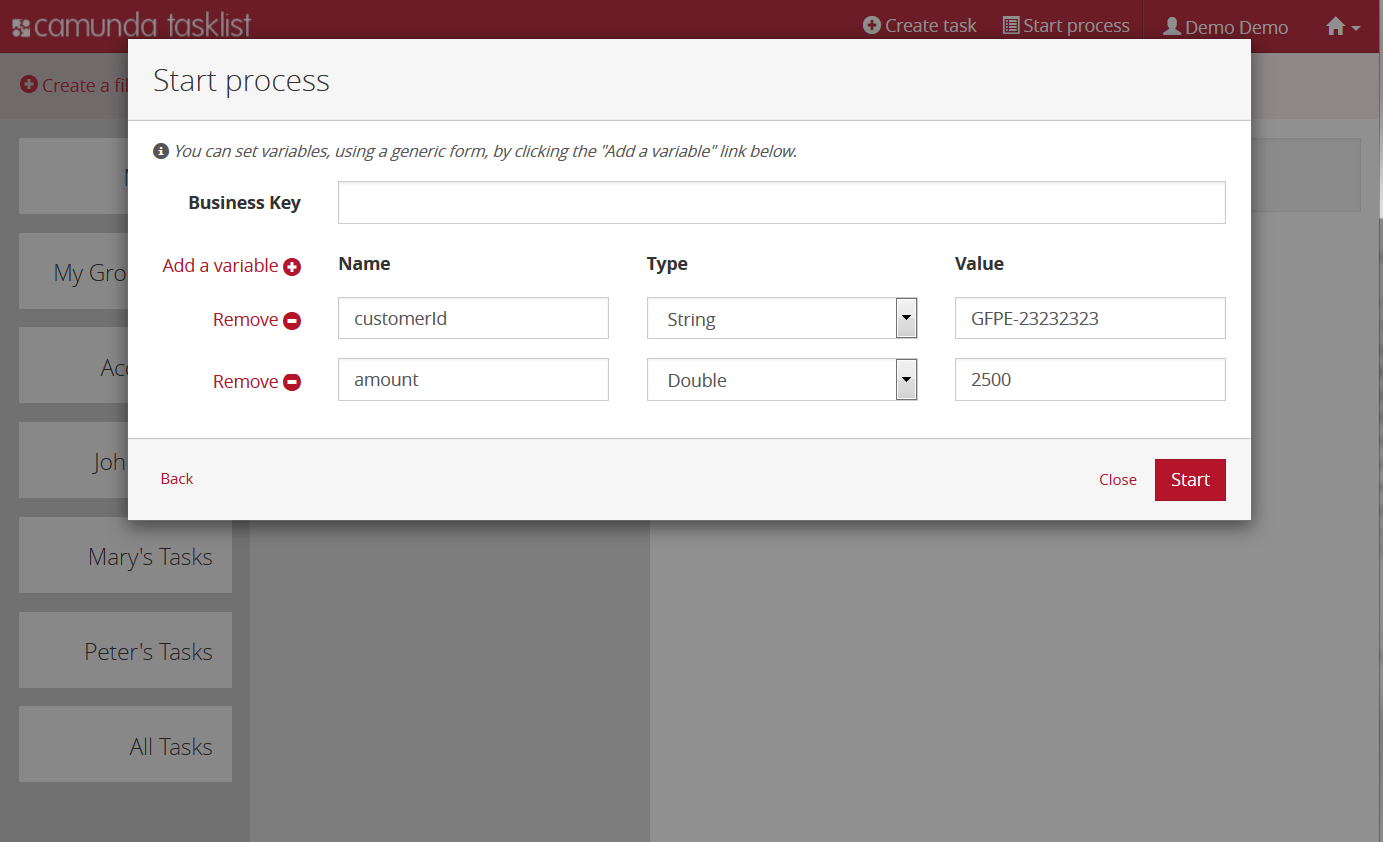 camunda tasklist
Create task
Start process
Demo Demo
Create a fil
Start process
You can set variables, using a generic form, by clicking the "Add a variable" link below.
Business Key
Add a variable Name Type Value
Remove customerId String GFPE-23232323
Remove amount Double 2500
Back Close Start
My Gro
Acc
Joh
Mary's Tasks
Peter's Tasks
All Tasks